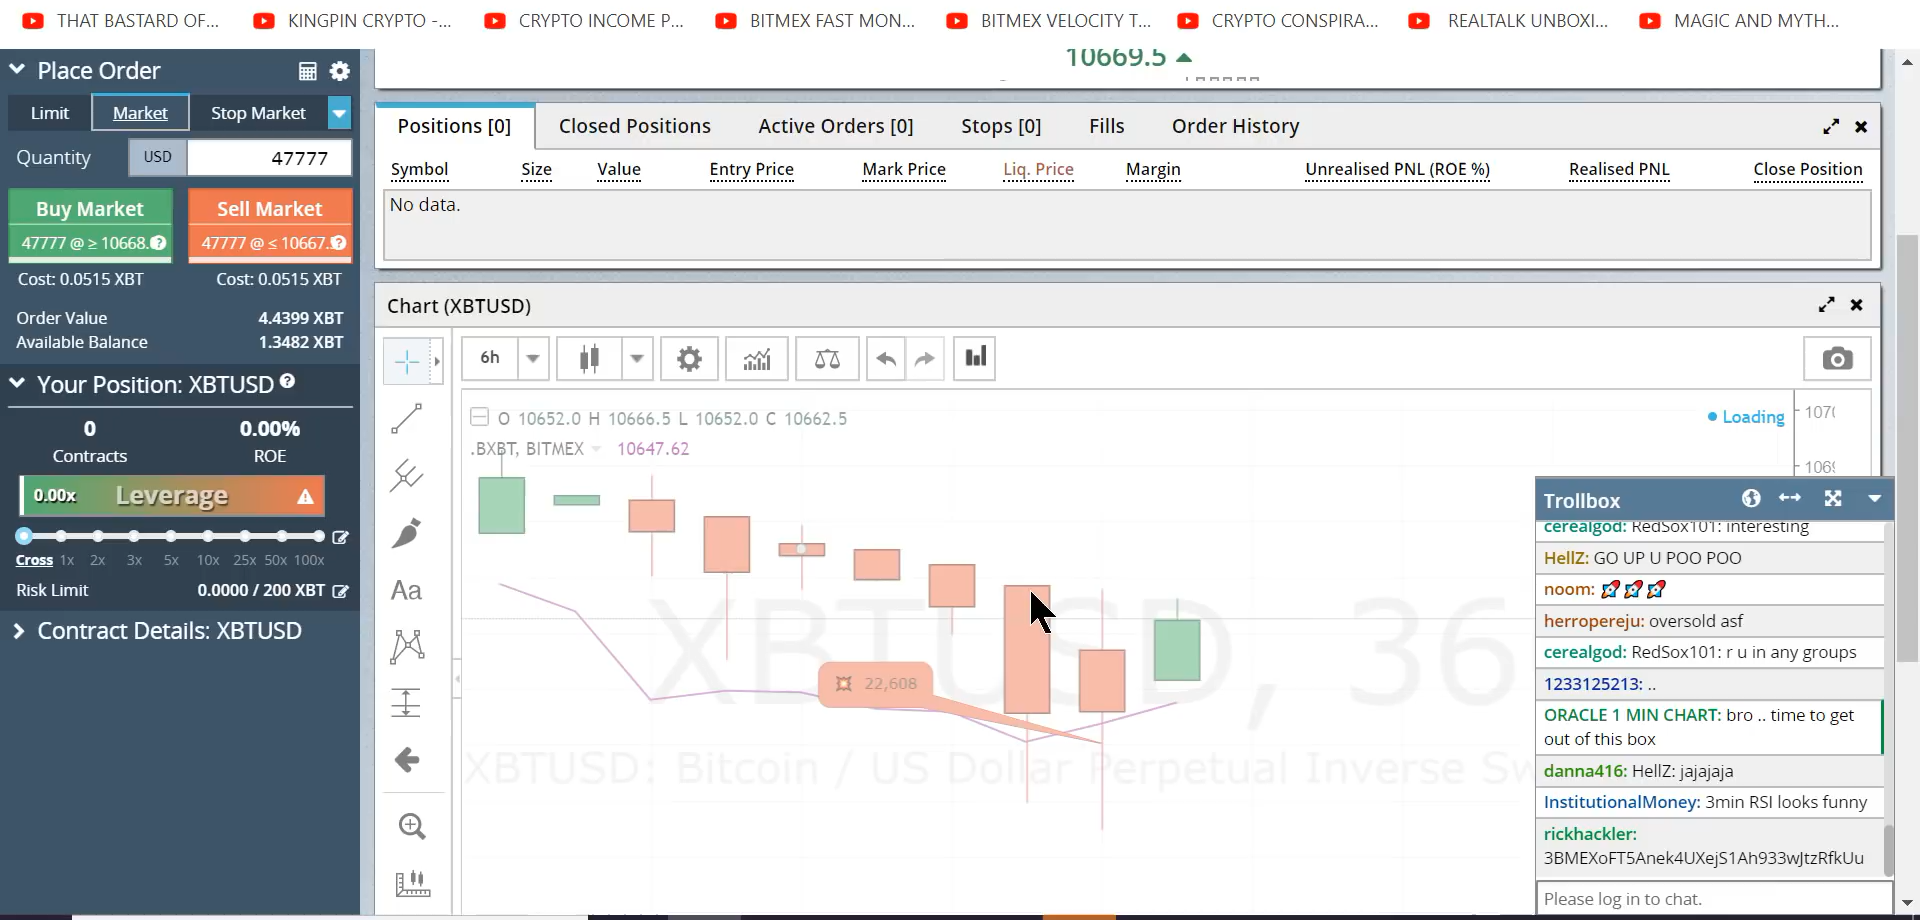 THAT BASTARD OF...
KINGPIN CRYPTO -...
CRYPTO INCOME P...
BITMEX FAST MON...
BITMEX VELOCITY T...
CRYPTO CONSPIRA...
REALTALK UNBOXI...
MAGIC AND MYTH...
Place Order
Limit
Market
Stop Market
Quantity
USD
47777
Buy Market
Sell Market
47777 @ ≥ 10668.
47777 @ ≤ 10667.
Cost: 0.0515 XBT
Cost: 0.0515 XBT
Order Value 4.4399 XBT
Available Balance 1.3482 XBT
Your Position: XBTUSD
0 0.00%
Contracts ROE
0.00x Leverage
Cross 1x 2x 3x 5x 10x 25x 50x 100x
Risk Limit 0.0000 / 200 XBT
Contract Details: XBTUSD
10669.5
Positions [0]
Closed Positions
Active Orders [0]
Stops [0]
Fills
Order History
Symbol Size Value Entry Price Mark Price Liq. Price Margin Unrealised PNL (ROE %) Realised PNL Close Position
No data.
Chart (XBTUSD)
6h
Aa
O 10652.0 H 10666.5 L 10652.0 C 10662.5
.BXBT, BITMEX 10647.62
Loading
22,608
XBTUSD, 36
XBTUSD: Bitcoin / US Dollar Perpetual Inverse Sw
Trollbox
cerealgod: RedSox101: interesting
HellZ: GO UP U POO POO
noom: 🚀🚀🚀
herropereju: oversold asf
cerealgod: RedSox101: r u in any groups
1233125213: ..
ORACLE 1 MIN CHART: bro .. time to get
out of this box
danna416: HellZ: jajajaja
InstitutionalMoney: 3min RSI looks funny
rickhackler:
3BMEXoFT5Anek4UXejS1Ah933wJtzRfkUu
Please log in to chat.